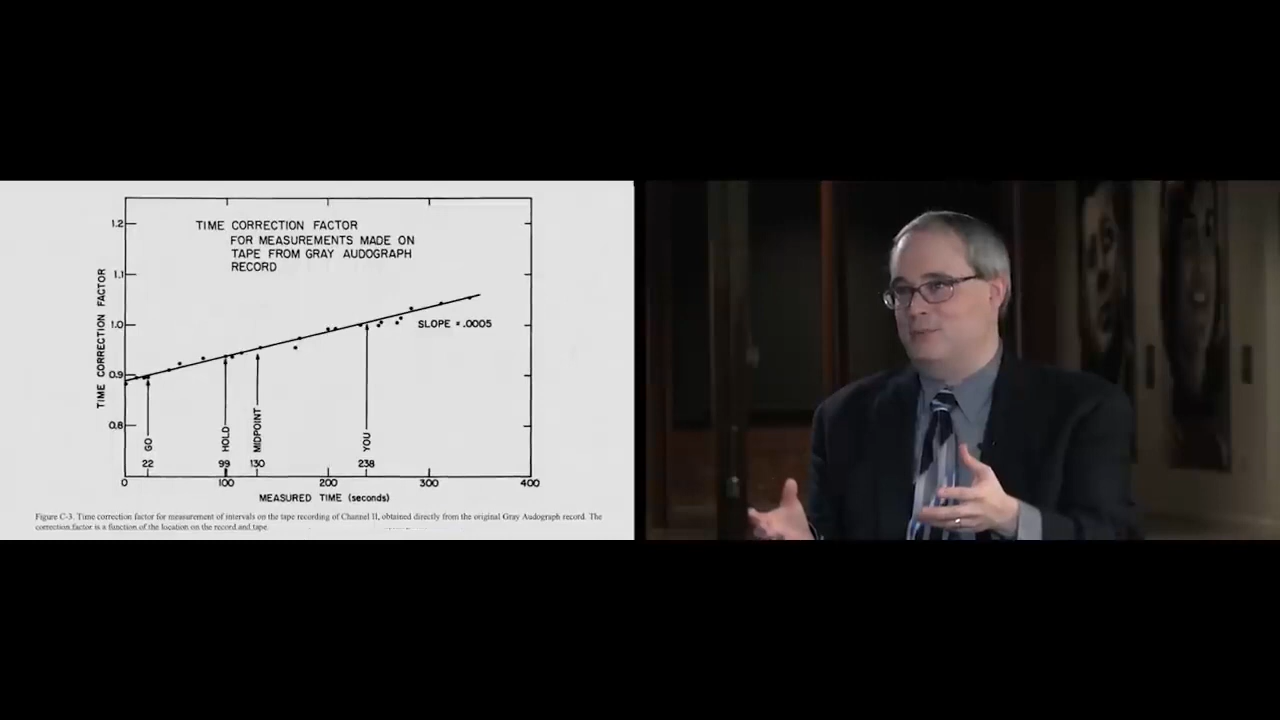 TIME CORRECTION FACTOR
FOR MEASUREMENTS MADE ON
TAPE FROM GRAY AUDOGRAPH
RECORD
1.2
1.1
1.0
0.9
0.8
TIME CORRECTION FACTOR
SLOPE = .0005
GO
HOLD
MIDPOINT
YOU
22
99
130
238
0
100
200
300
400
MEASURED TIME (seconds)
Figure C-3. Time correction factor for measurement of intervals on the tape recording of Channel II, obtained directly from the original Gray Audograph record. The
correction factor is a function of the location on the record and tape.